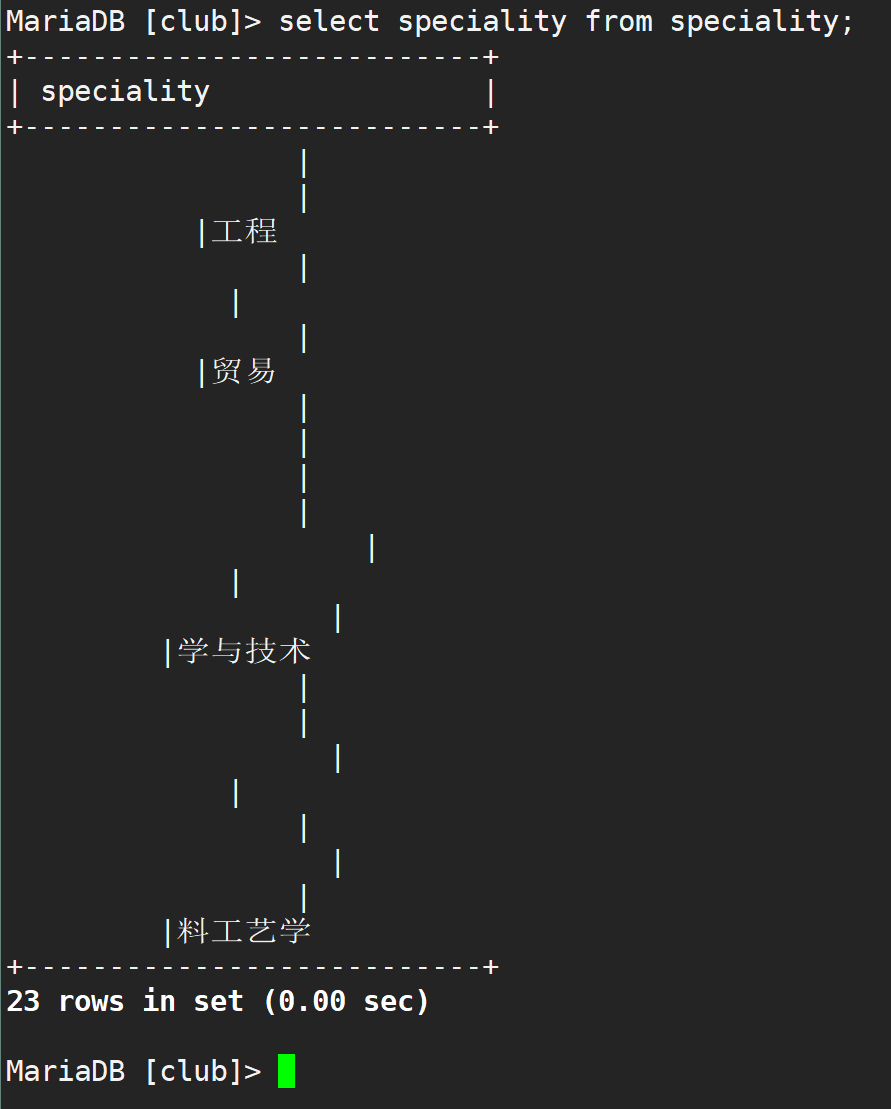 MariaDB [club]> select speciality from speciality;
+---------------------------+
| speciality                |
+---------------------------+
                 |
                 |
           |工程
                 |
             |
                 |
           |贸易
                 |
                 |
                 |
                 |
                     |
             |
                   |
         |学与技术
                 |
                 |
                   |
             |
                 |
                   |
                 |
         |料工艺学
+---------------------------+
23 rows in set (0.00 sec)
MariaDB [club]>